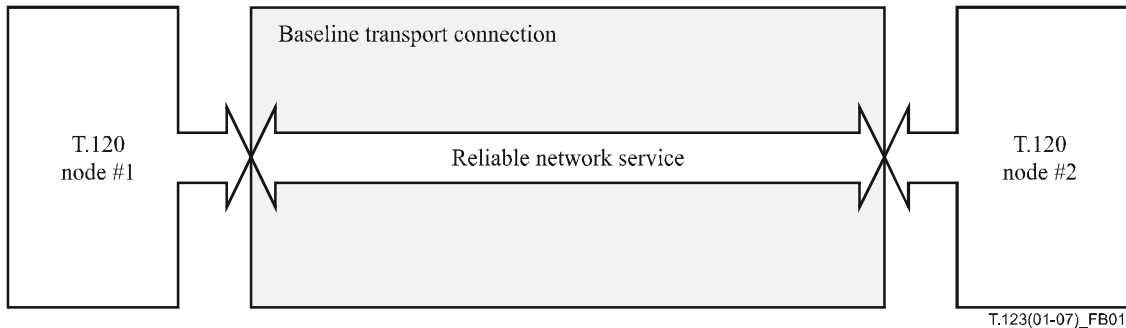 Baseline transport connection
T.120
node #1
Reliable network service
T.120
node #2
T.123(01-07)_FB01